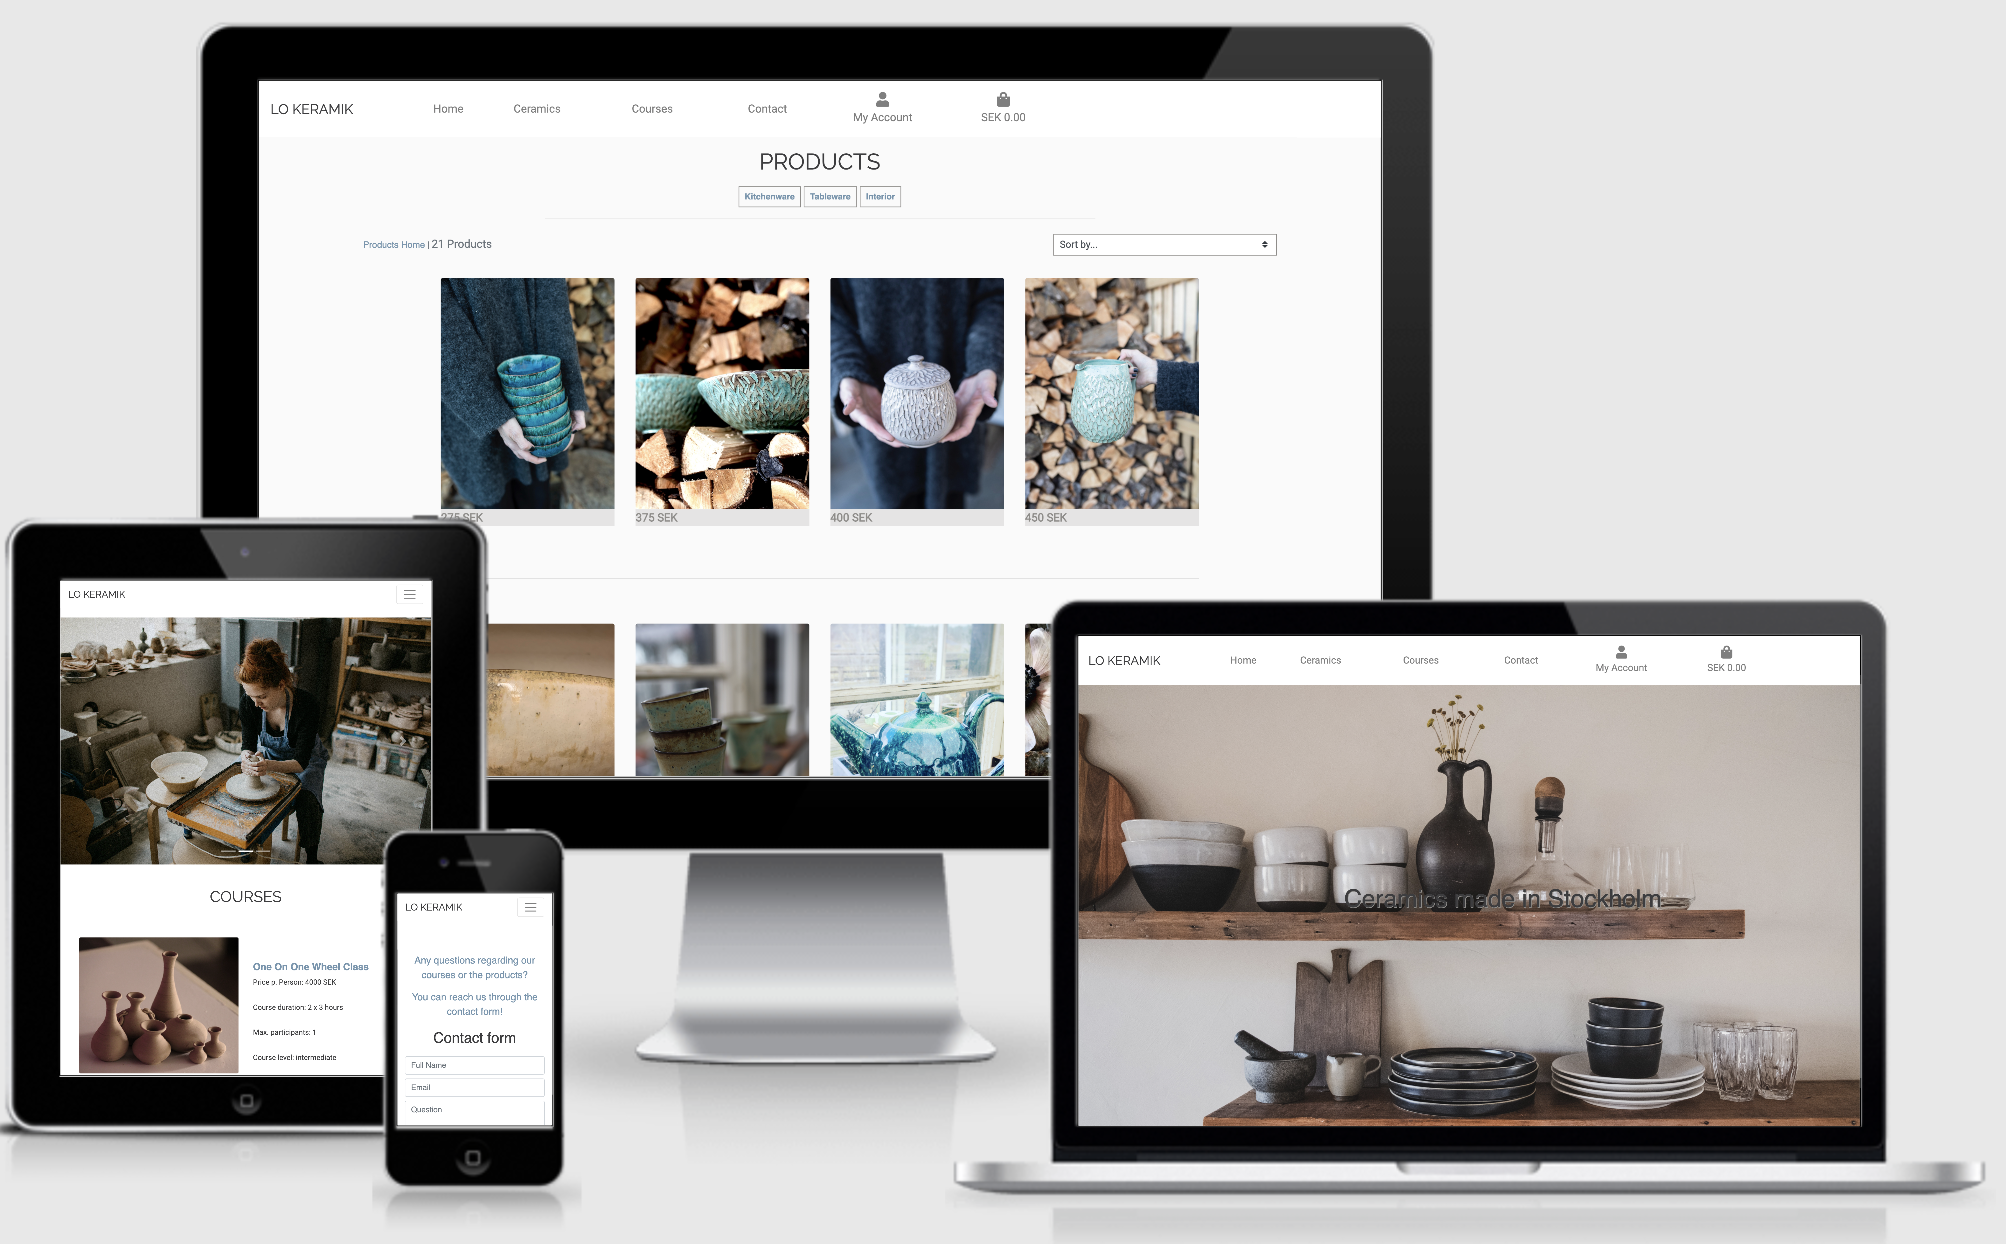 LO KERAMIK
Home
Ceramics
Courses
Contact
My Account
SEK 0.00
PRODUCTS
Kitchenware
Tableware
Interior
Products Home | 21 Products
Sort by...
375 SEK
400 SEK
450 SEK
LO KERAMIK
COURSES
One On One Wheel Class
Price p. Person: 4000 SEK
Course duration: 2 x 3 hours
Max. participants: 1
Course level: intermediate
LO KERAMIK
Any questions regarding our
courses or the products?
You can reach us through the
contact form!
Contact form
Full Name
Email
Question
LO KERAMIK
Home
Ceramics
Courses
Contact
My Account
SEK 0.00
Ceramics made in Stockholm